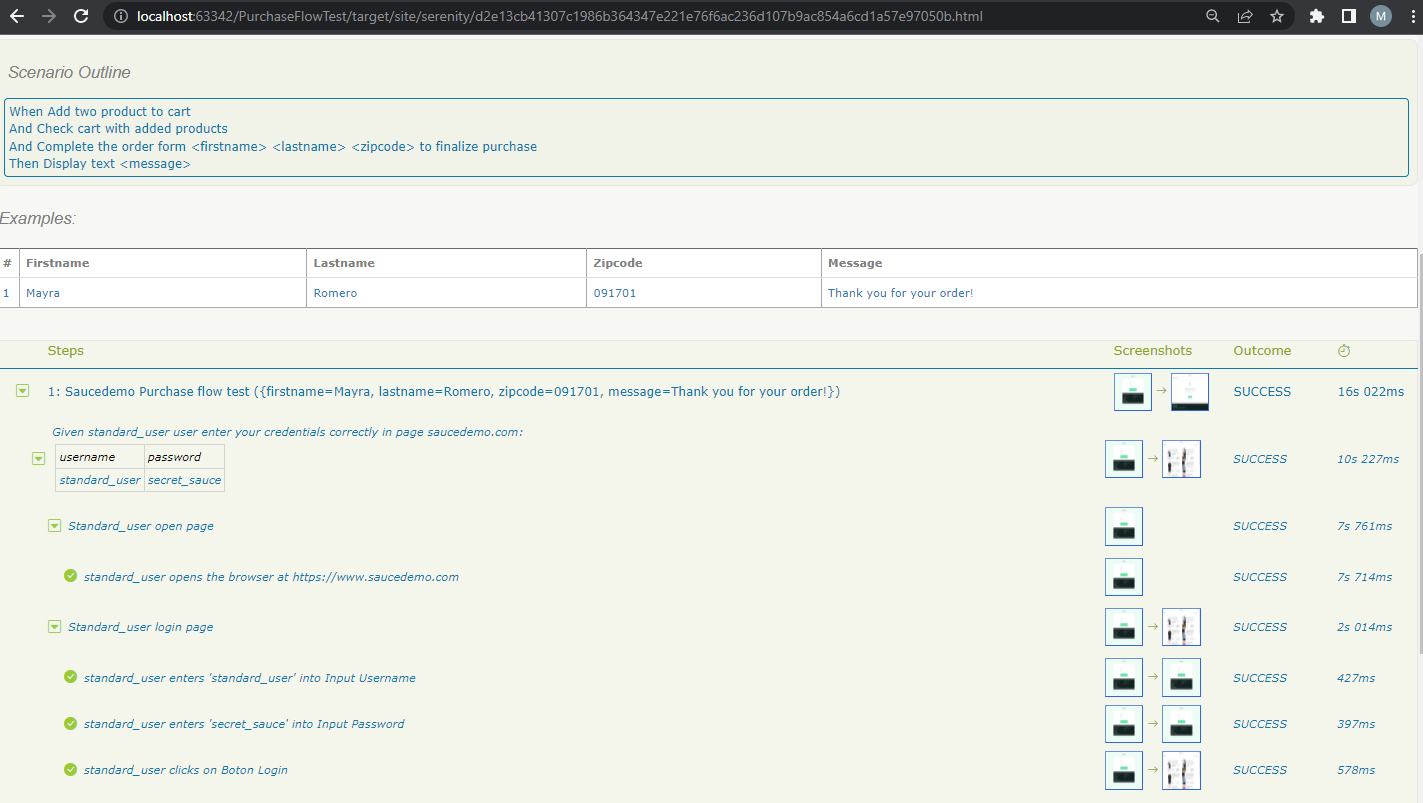 localhost:63342/PurchaseFlowTest/target/site/serenity/d2e13cb41307c1986b364347e221e76f6ac236d107b9ac854a6cd1a57e97050b.html
M
Scenario Outline
When Add two product to cart
And Check cart with added products
And Complete the order form <firstname> <lastname> <zipcode> to finalize purchase
Then Display text <message>
Examples:
# Firstname Lastname Zipcode Message
1 Mayra Romero 091701 Thank you for your order!
Steps Screenshots Outcome
1: Saucedemo Purchase flow test ({firstname=Mayra, lastname=Romero, zipcode=091701, message=Thank you for your order!}) SUCCESS 16s 022ms
Given standard_user user enter your credentials correctly in page saucedemo.com:
username password
SUCCESS 10s 227ms
standard_user secret_sauce
Standard_user open page SUCCESS 7s 761ms
standard_user opens the browser at https://www.saucedemo.com SUCCESS 7s 714ms
Standard_user login page SUCCESS 2s 014ms
standard_user enters 'standard_user' into Input Username SUCCESS 427ms
standard_user enters 'secret_sauce' into Input Password SUCCESS 397ms
standard_user clicks on Boton Login SUCCESS 578ms